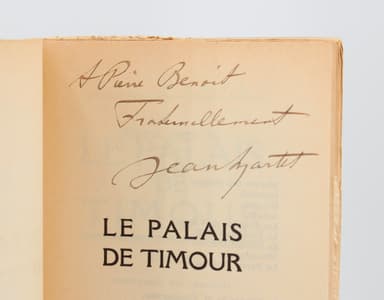 A Pierre Benoit
Fraternellement
Jean Martet
LE PALAIS
DE TIMOUR